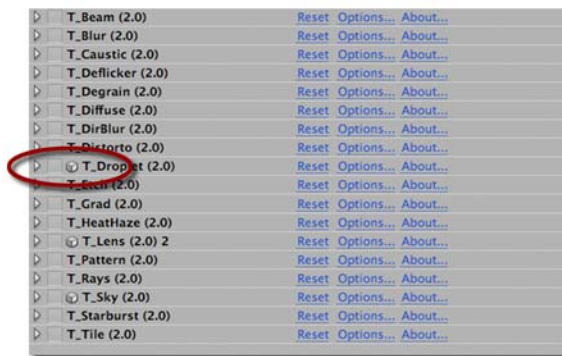 T_Beam (2.0) Reset Options... About...
T_Blur (2.0) Reset Options... About...
T_Caustic (2.0) Reset Options... About...
T_Deflicker (2.0) Reset Options... About...
T_Degrain (2.0) Reset Options... About...
T_Diffuse (2.0) Reset Options... About...
T_DirBlur (2.0) Reset Options... About...
T_Distorto (2.0) Reset Options... About...
T_Droplet (2.0) Reset Options... About...
T_Etch (2.0) Reset Options... About...
T_Grad (2.0) Reset Options... About...
T_HeatHaze (2.0) Reset Options... About...
T_Lens (2.0) 2 Reset Options... About...
T_Pattern (2.0) Reset Options... About...
T_Rays (2.0) Reset Options... About...
T_Sky (2.0) Reset Options... About...
T_Starburst (2.0) Reset Options... About...
T_Tile (2.0) Reset Options... About...